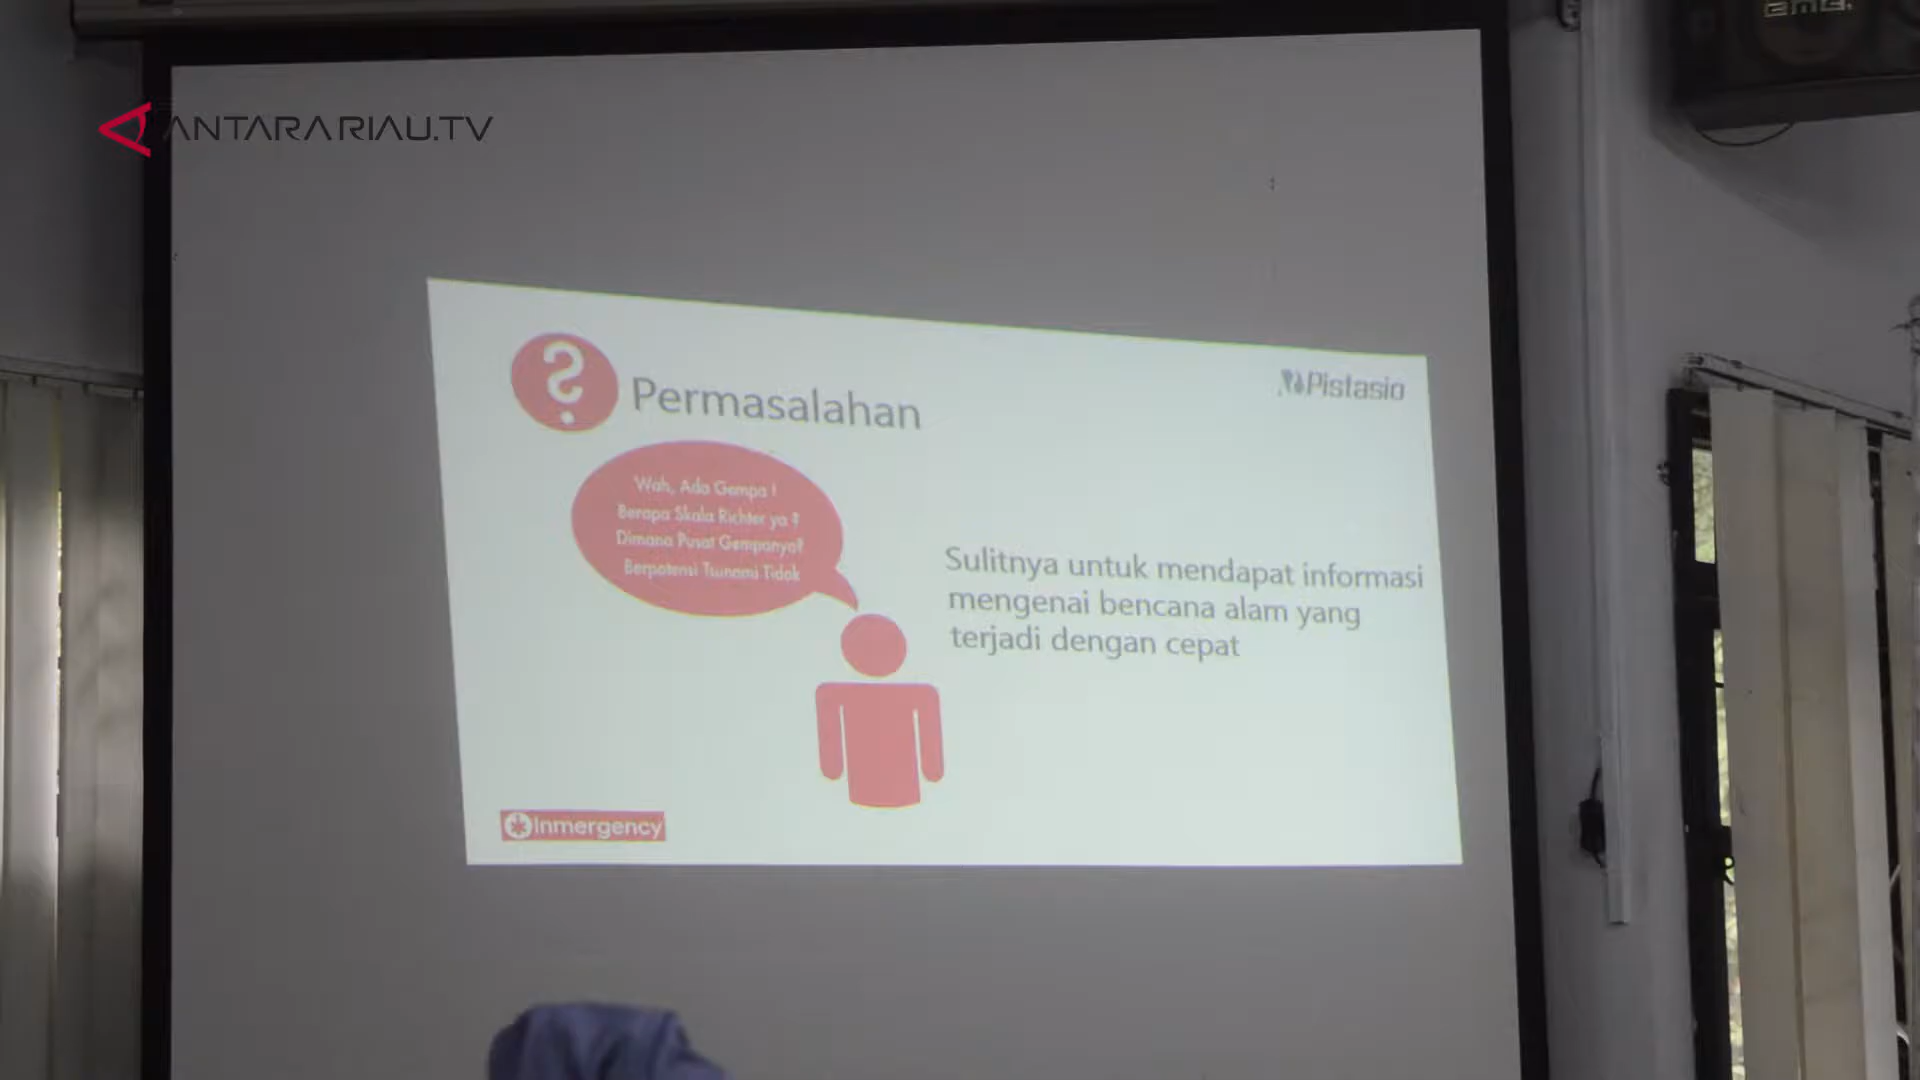 ANTARARIAU.TV
?
Permasalahan
Pistasio
Wah, Ada Gempa !
Berapa Skala Richter ya ?
Dimana Pusat Gempanya?
Berpotensi Tsunami Tidak
Sulitnya untuk mendapat informasi
mengenai bencana alam yang
terjadi dengan cepat
Inmergency